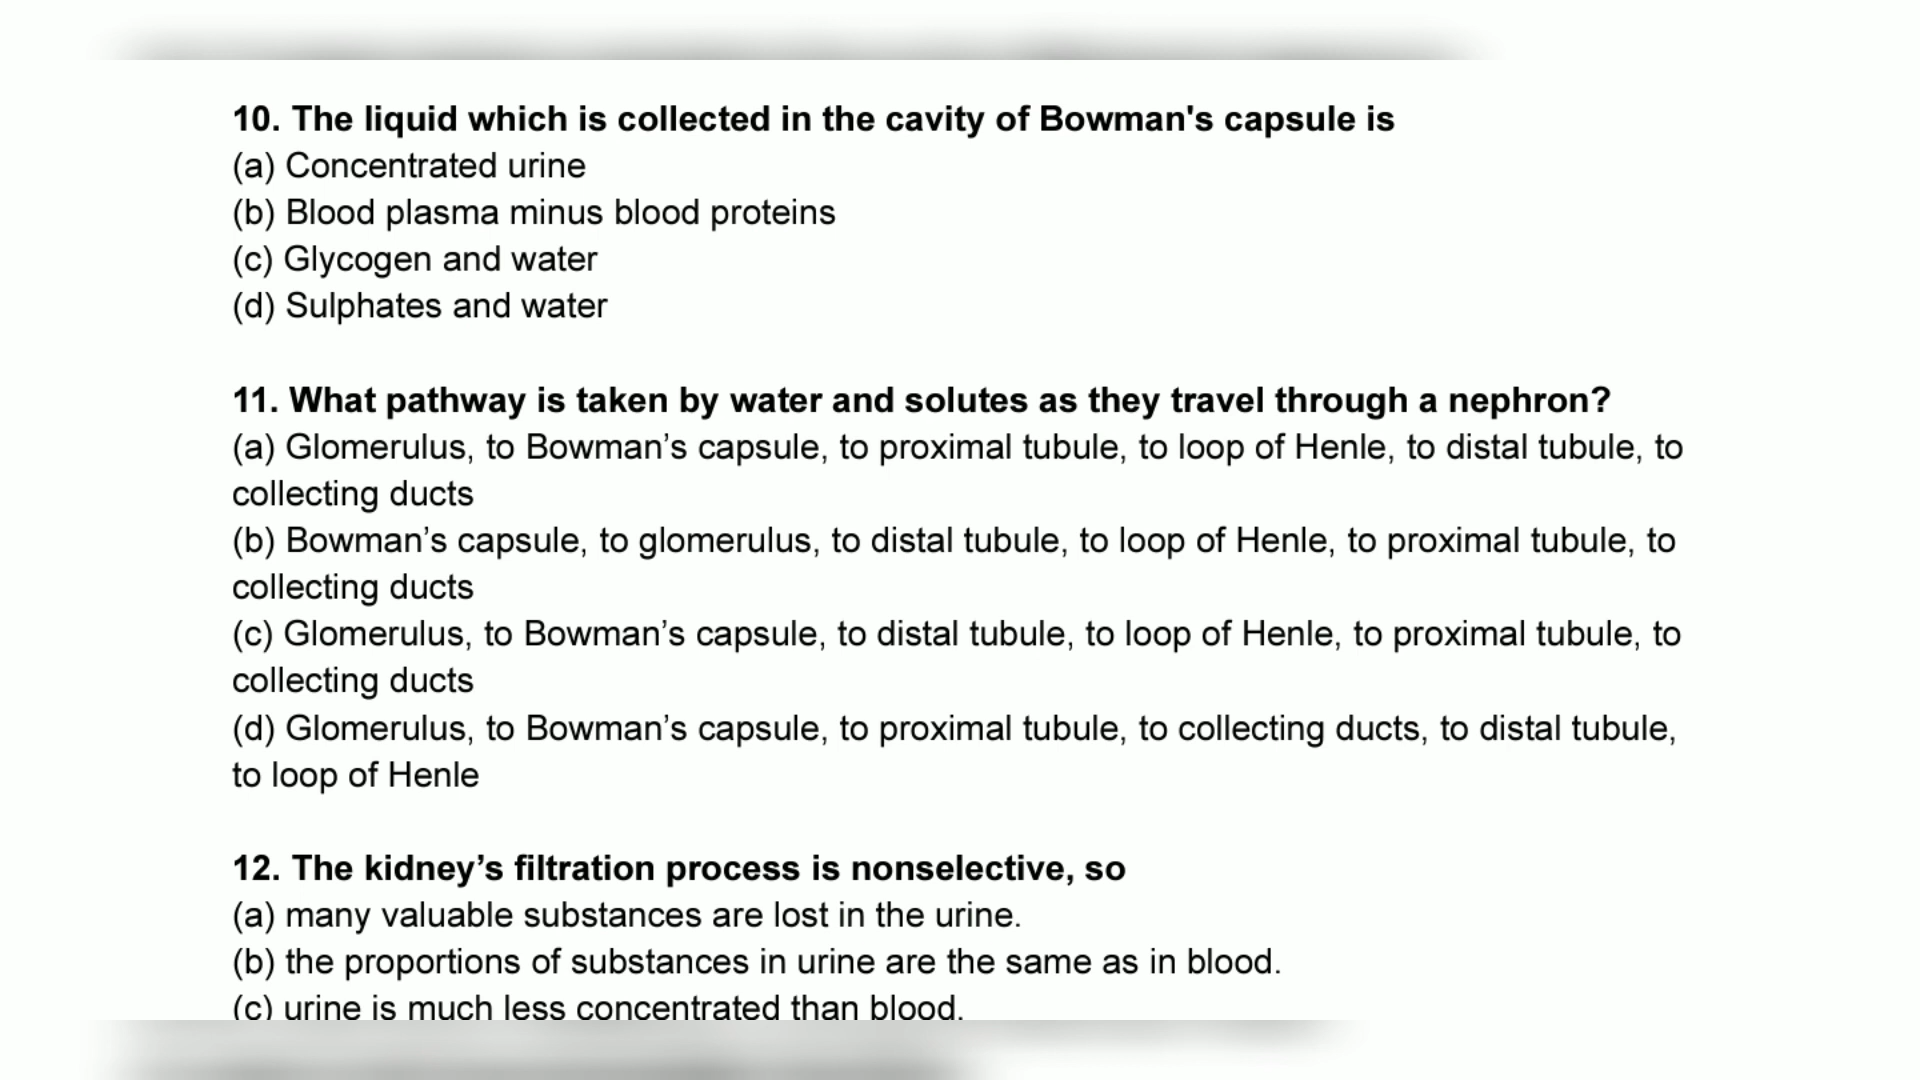 10. The liquid which is collected in the cavity of Bowman's capsule is
(a) Concentrated urine
(b) Blood plasma minus blood proteins
(c) Glycogen and water
(d) Sulphates and water
11. What pathway is taken by water and solutes as they travel through a nephron?
(a) Glomerulus, to Bowman’s capsule, to proximal tubule, to loop of Henle, to distal tubule, to
collecting ducts
(b) Bowman’s capsule, to glomerulus, to distal tubule, to loop of Henle, to proximal tubule, to
collecting ducts
(c) Glomerulus, to Bowman’s capsule, to distal tubule, to loop of Henle, to proximal tubule, to
collecting ducts
(d) Glomerulus, to Bowman’s capsule, to proximal tubule, to collecting ducts, to distal tubule,
to loop of Henle
12. The kidney’s filtration process is nonselective, so
(a) many valuable substances are lost in the urine.
(b) the proportions of substances in urine are the same as in blood.
(c) urine is much less concentrated than blood.